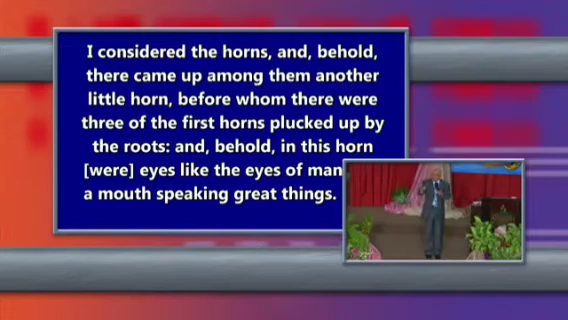 I considered the horns, and, behold,
there came up among them another
little horn, before whom there were
three of the first horns plucked up by
the roots: and, behold, in this horn
[were] eyes like the eyes of man
a mouth speaking great things.